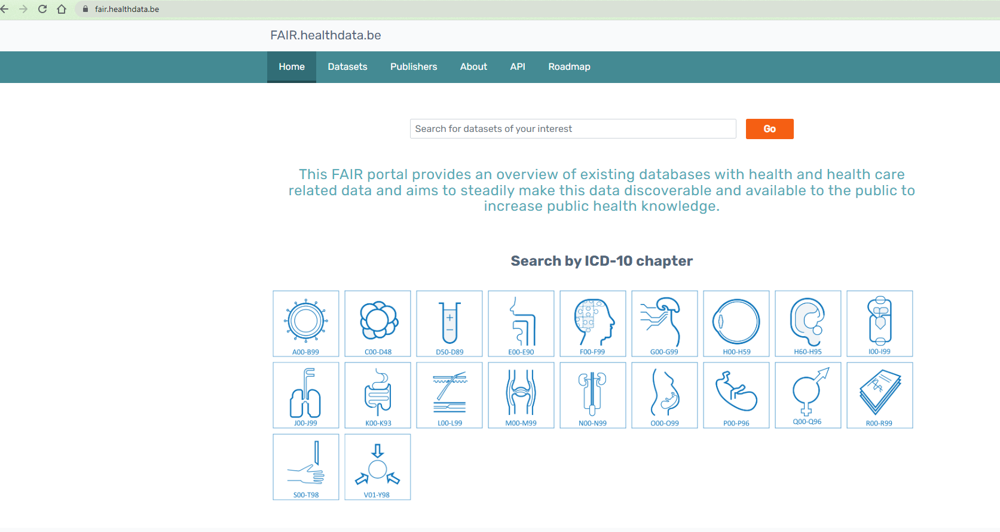 fair.healthdata.be
FAIR.healthdata.be
Home Datasets Publishers About API Roadmap
Search for datasets of your interest Go
This FAIR portal provides an overview of existing databases with health and health care
related data and aims to steadily make this data discoverable and available to the public to
increase public health knowledge.
Search by ICD-10 chapter
A00-B99 C00-D48 D50-D89 E00-E90 F00-F99 G00-G99 H00-H59 H60-H95 I00-I99
J00-J99 K00-K93 L00-L99 M00-M99 N00-N99 O00-O99 P00-P96 Q00-Q96 R00-R99
S00-T98 V01-Y98